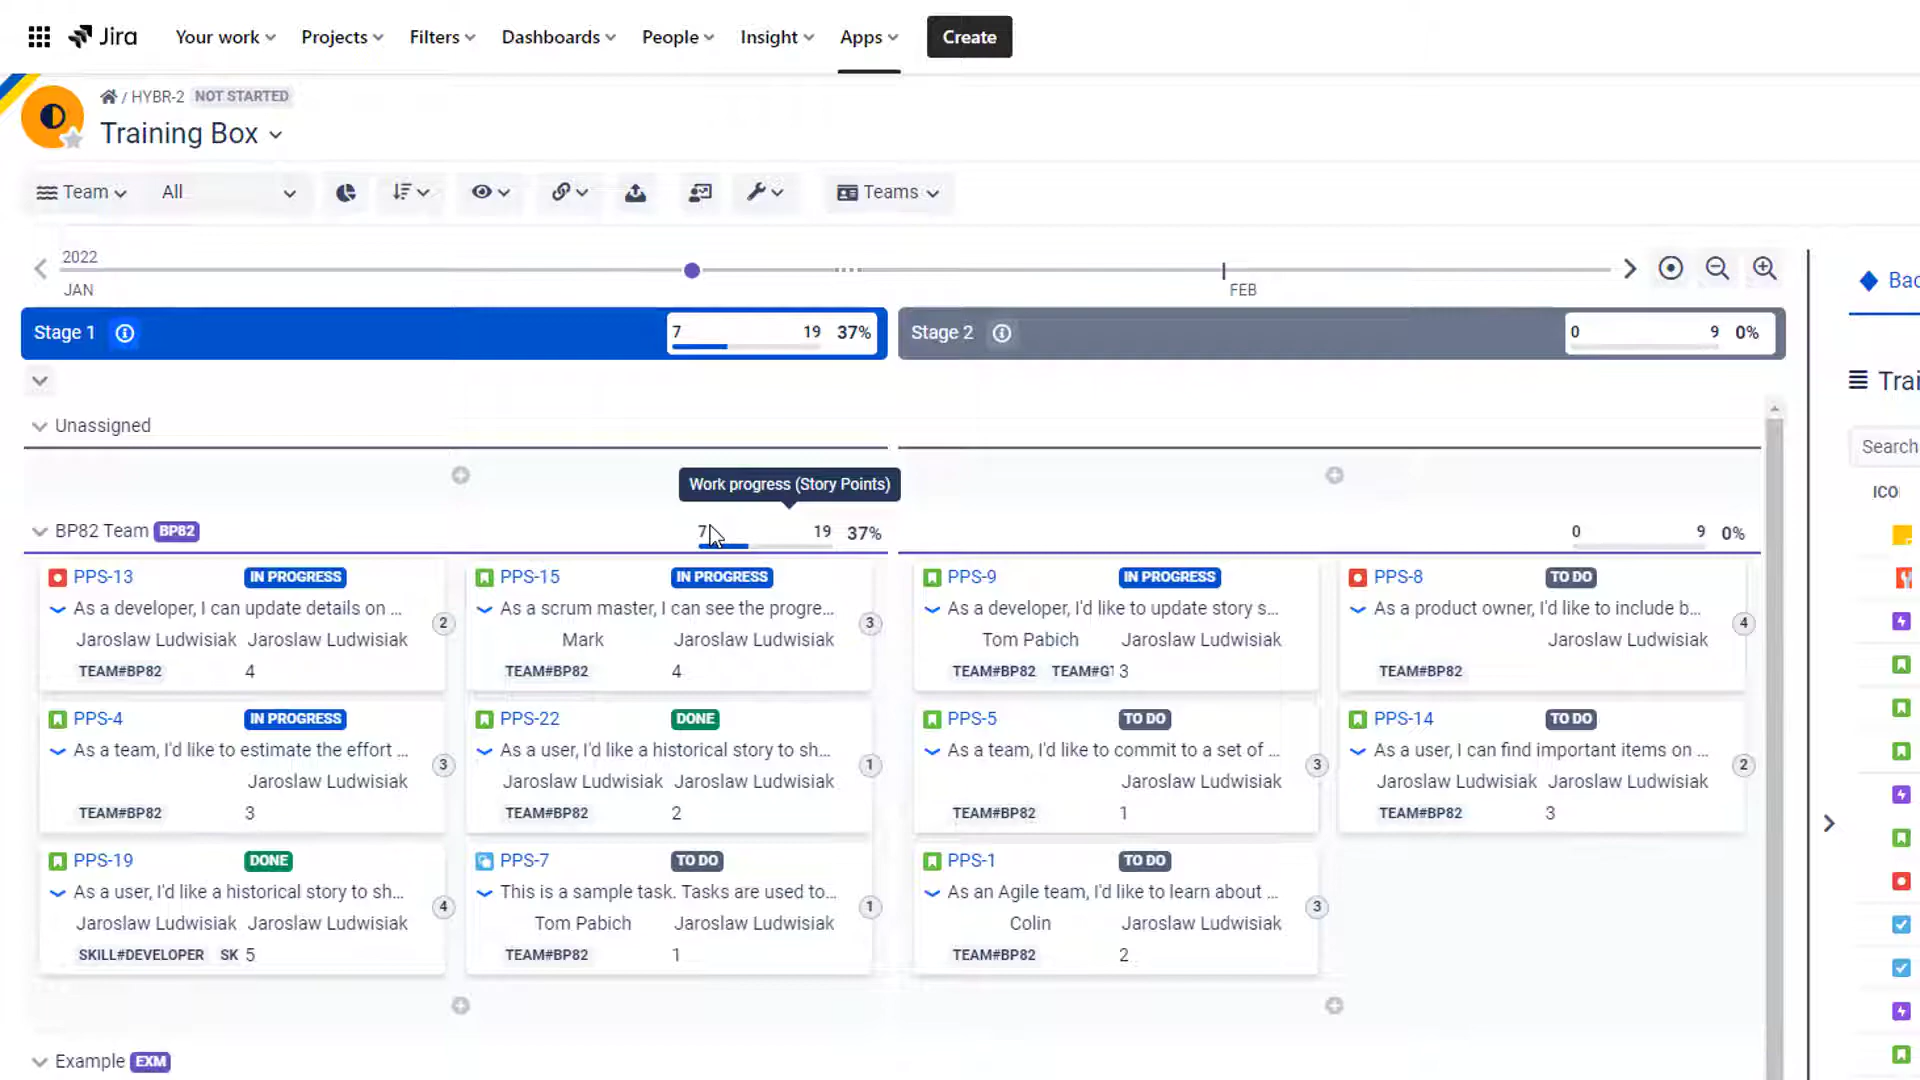 Jira Your work Projects Filters Dashboards People Insight Apps Create
/ HYBR-2 NOT STARTED
Training Box
Team All Teams
2022
JAN FEB
Bac
Stage 1 7 19 37% Stage 2 0 9 0%
Trai
Unassigned
Search
Work progress (Story Points)
ICO
BP82 Team BP82 7 19 37% 0 9 0%
PPS-13 IN PROGRESS PPS-15 IN PROGRESS PPS-9 IN PROGRESS PPS-8 TO DO
As a developer, I can update details on ... 2 As a scrum master, I can see the progre... 3 As a developer, I'd like to update story s... As a product owner, I'd like to include b... 4
Jaroslaw Ludwisiak Jaroslaw Ludwisiak Mark Jaroslaw Ludwisiak Tom Pabich Jaroslaw Ludwisiak Jaroslaw Ludwisiak
TEAM#BP82 4 TEAM#BP82 4 TEAM#BP82 TEAM#G 3 TEAM#BP82
PPS-4 IN PROGRESS PPS-22 DONE PPS-5 TO DO PPS-14 TO DO
As a team, I'd like to estimate the effort ... 3 As a user, I'd like a historical story to sh... 1 As a team, I'd like to commit to a set of ... 3 As a user, I can find important items on ... 2
Jaroslaw Ludwisiak Jaroslaw Ludwisiak Jaroslaw Ludwisiak Jaroslaw Ludwisiak Jaroslaw Ludwisiak Jaroslaw Ludwisiak
TEAM#BP82 3 TEAM#BP82 2 TEAM#BP82 1 TEAM#BP82 3
PPS-19 DONE PPS-7 TO DO PPS-1 TO DO
As a user, I'd like a historical story to sh... 4 This is a sample task. Tasks are used to... 1 As an Agile team, I'd like to learn about ... 3
Jaroslaw Ludwisiak Jaroslaw Ludwisiak Tom Pabich Jaroslaw Ludwisiak Colin Jaroslaw Ludwisiak
SKILL#DEVELOPER SK 5 TEAM#BP82 1 TEAM#BP82 2
Example EXM